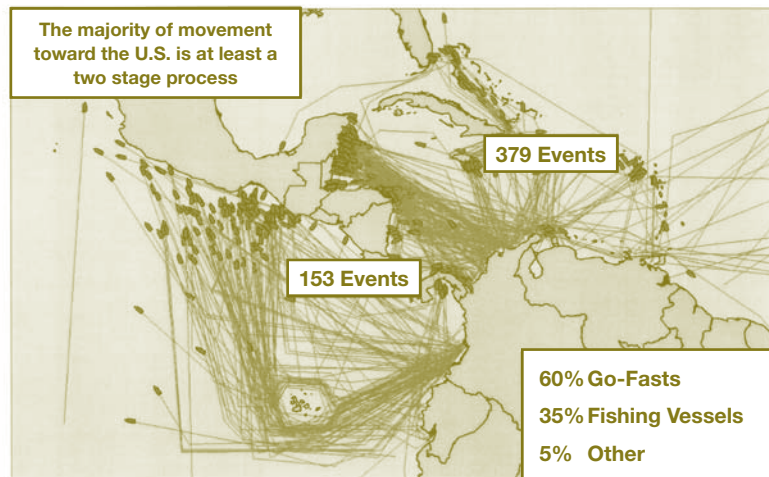 The majority of movement
toward the U.S. is at least a
two stage process
379 Events
153 Events
60% Go-Fasts
35% Fishing Vessels
5% Other